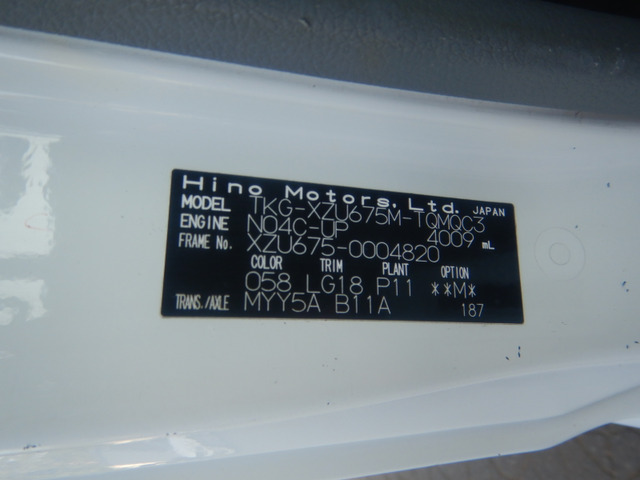 Hino Motors, Ltd. JAPAN
MODEL TKG-XZU675M-TQMQC3
ENGINE N04C-UP 4009 mL
FRAME No. XZU675-0004820
COLOR TRIM PLANT OPTION
058 LG18 P11 **M*
TRANS./AXLE MYY5A B11A 187